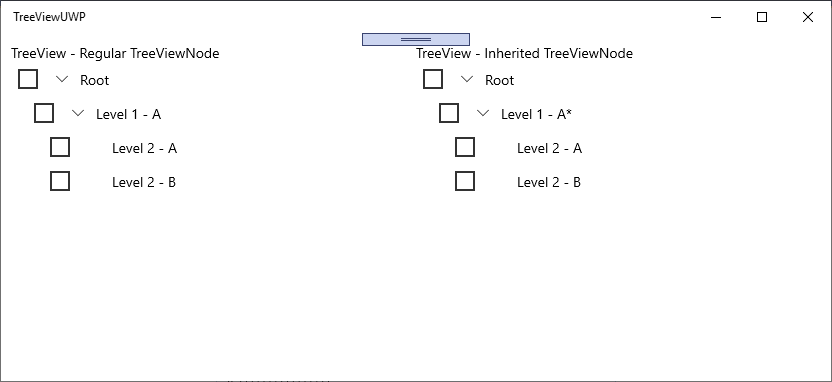 TreeViewUWP
TreeView - Regular TreeViewNode
Root
Level 1 - A
Level 2 - A
Level 2 - B
TreeView - Inherited TreeViewNode
Root
Level 1 - A*
Level 2 - A
Level 2 - B